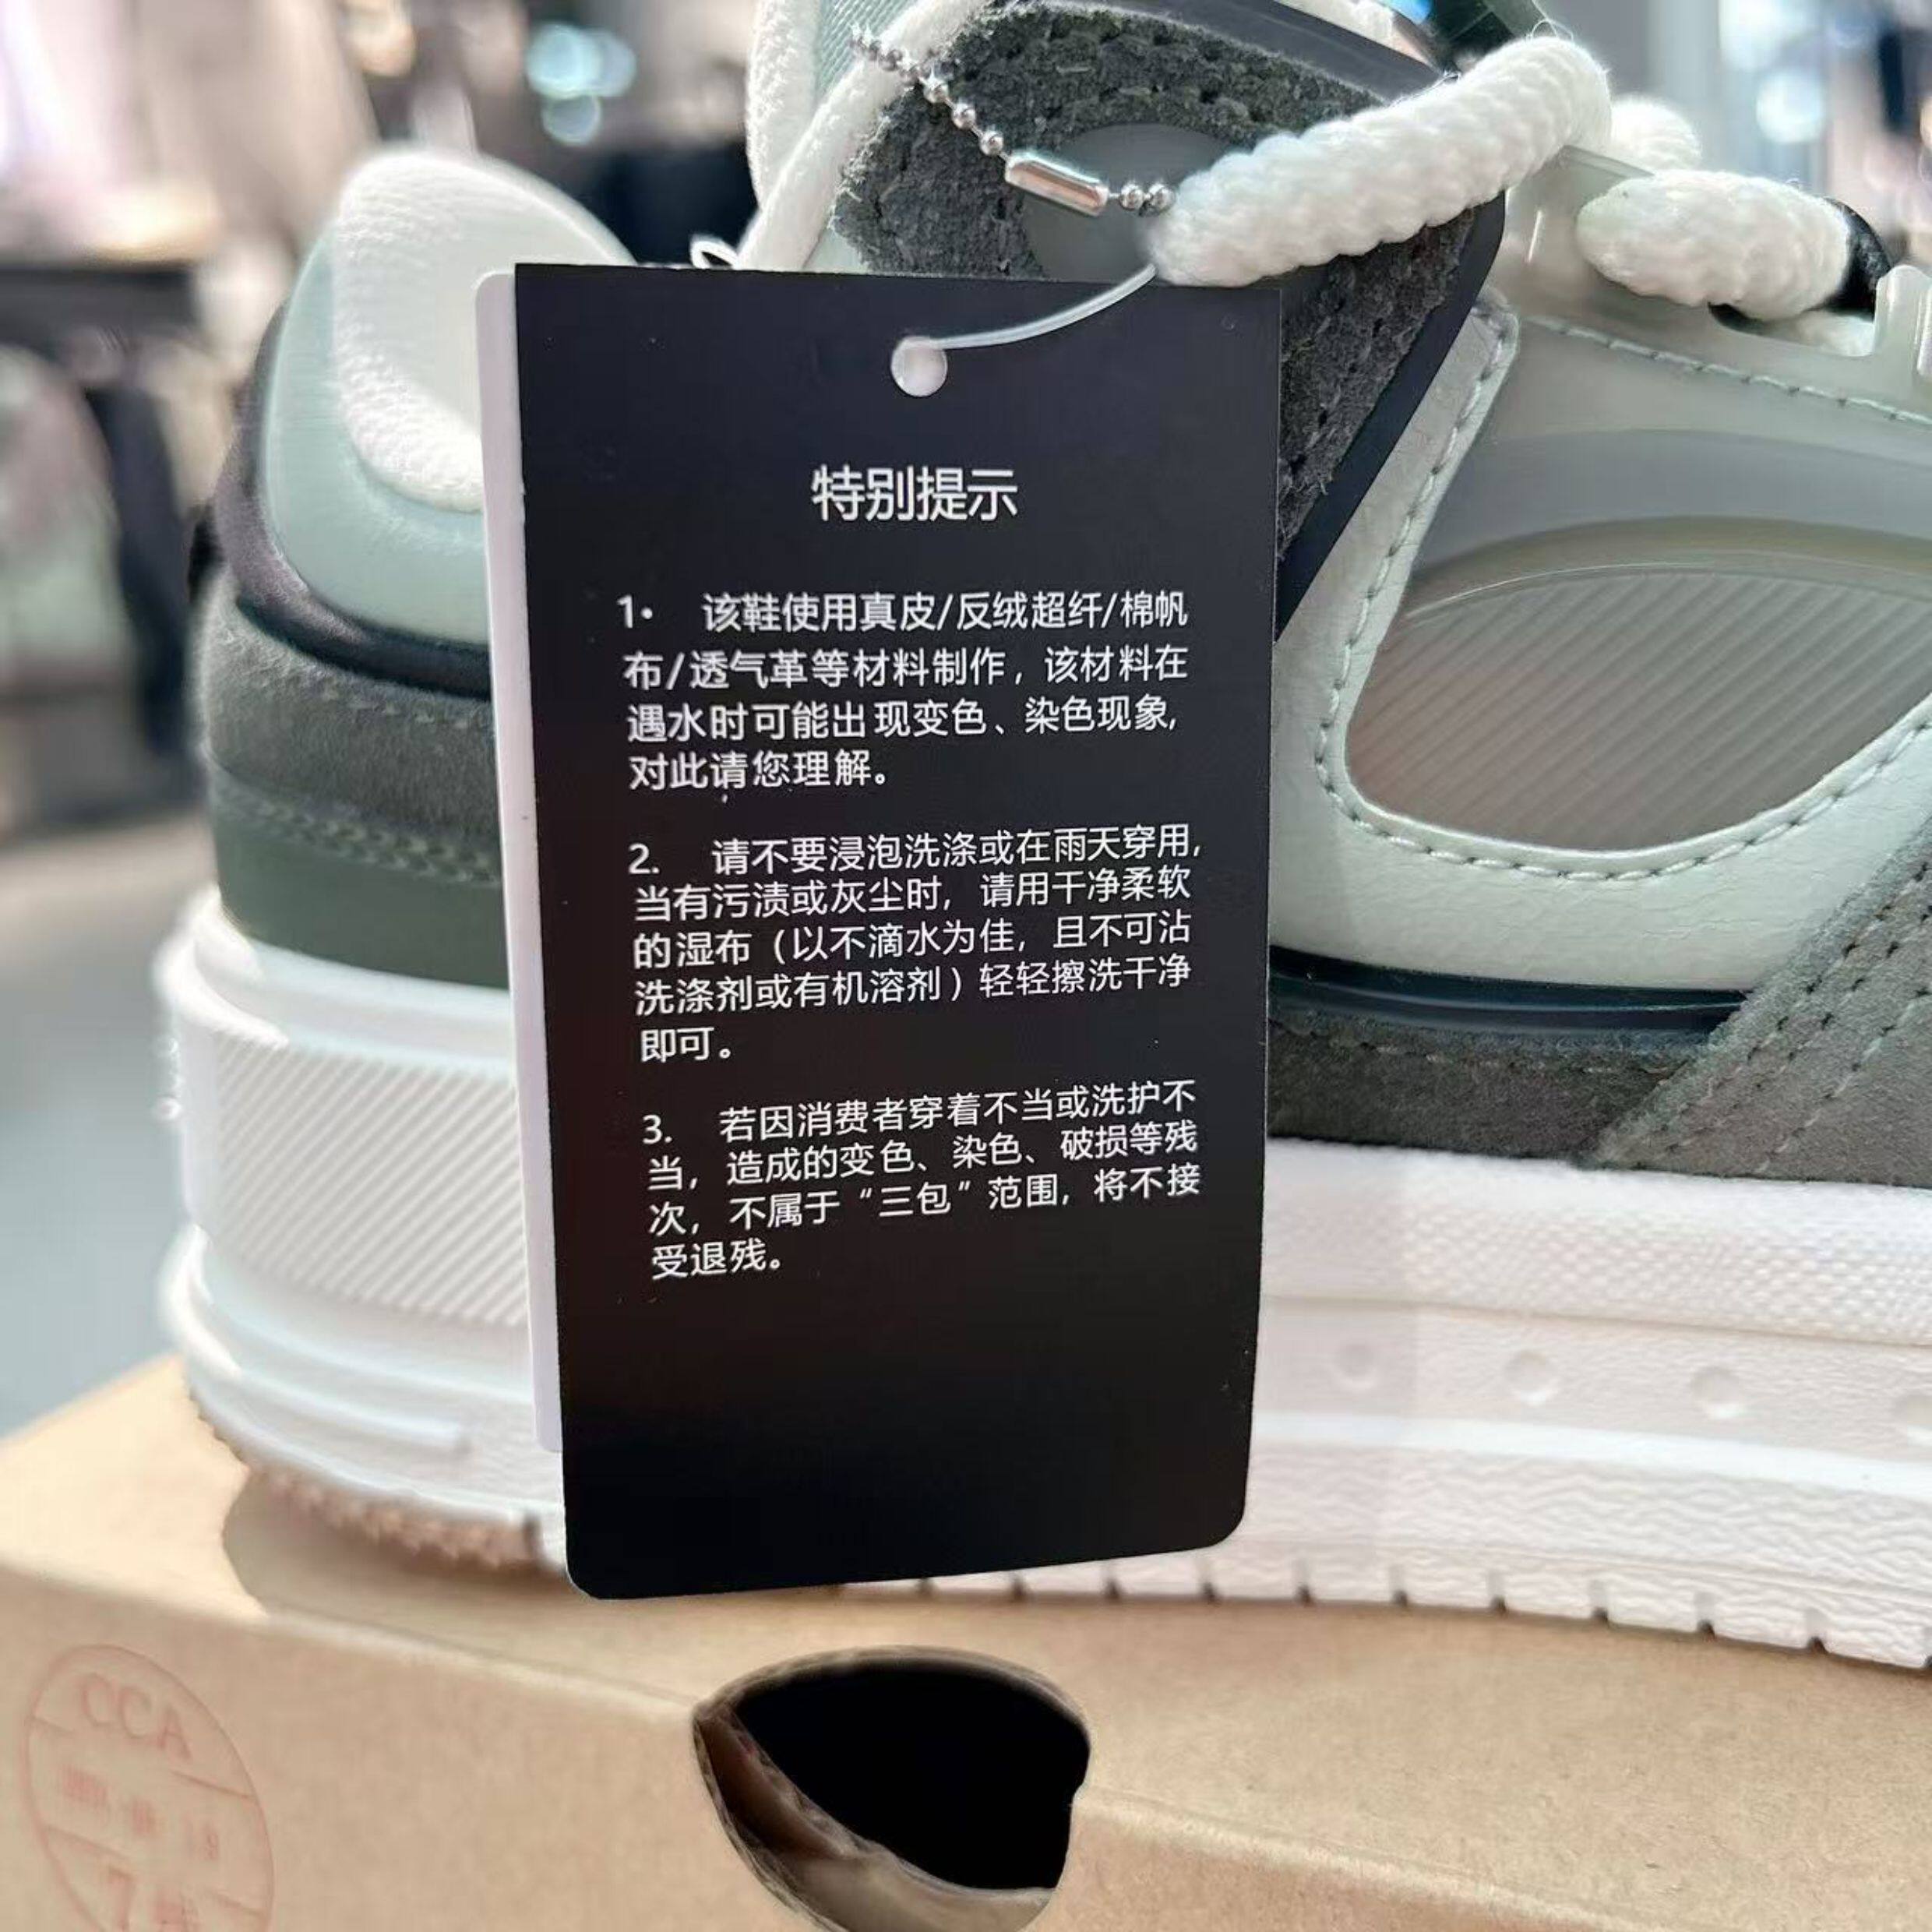 特别提示
1• 该鞋使用真皮/反绒超纤/棉帆
布/透气革等材料制作，该材料在
遇水时可能出现变色、染色现象,
对此请您理解。
2. 请不要浸泡洗涤或在雨天穿用,
当有污渍或灰尘时，请用干净柔软
的湿布（以不滴水为佳，且不可沾
洗涤剂或有机溶剂）轻轻擦洗干净
即可。
3. 若因消费者穿着不当或洗护不
当，造成的变色、染色、破损等残
次，不属于“三包”范围，将不接
受退残。
CCA